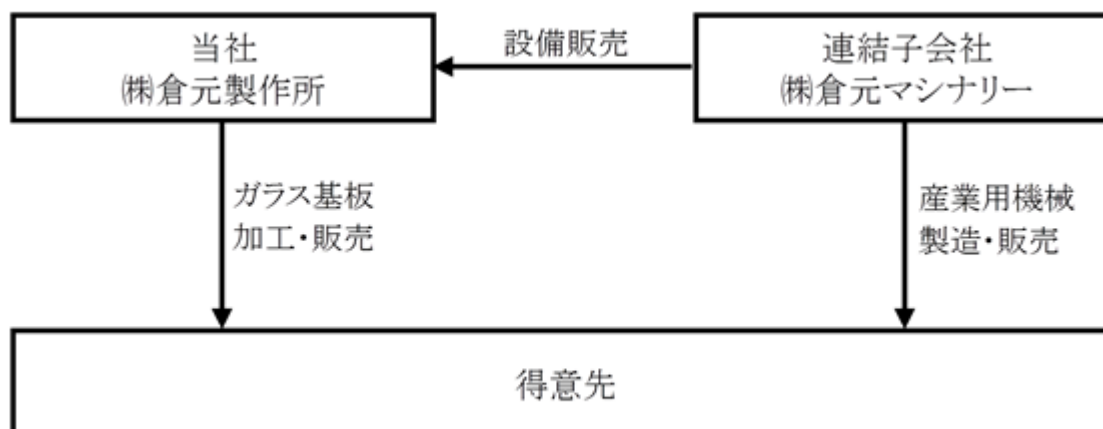 当社
㈱倉元製作所
設備販売
連結子会社
㈱倉元マシナリー
ガラス基板
加工・販売
産業用機械
製造・販売
得意先